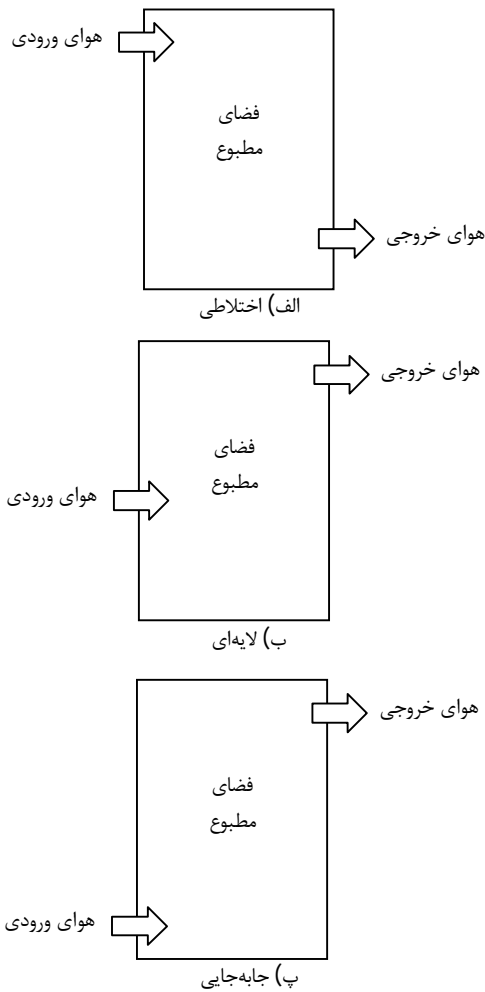 هوای ورودی
فضای
مطبوع
هوای خروجی
الف) اختلاطی
هوای خروجی
فضای
مطبوع
هوای ورودی
ب) لایه‌ای
هوای خروجی
فضای
مطبوع
هوای ورودی
پ) جابه‌جایی